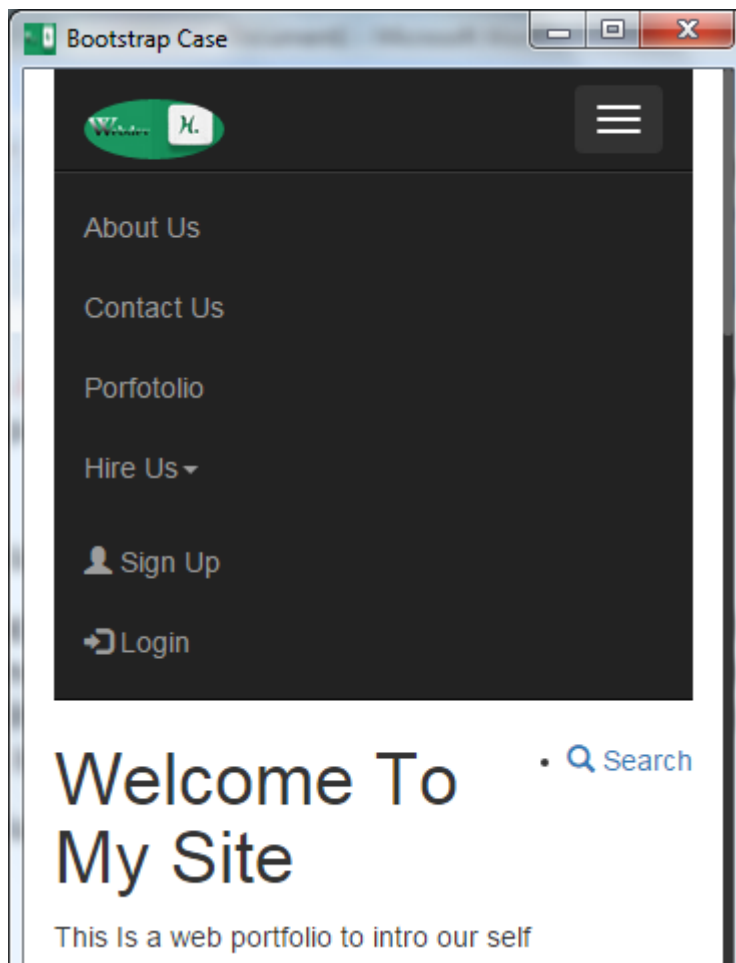 Bootstrap Case
H.
About Us
Contact Us
Porfotolio
Hire Us
Sign Up
Login
Welcome To
My Site
• Search
This Is a web portfolio to intro our self